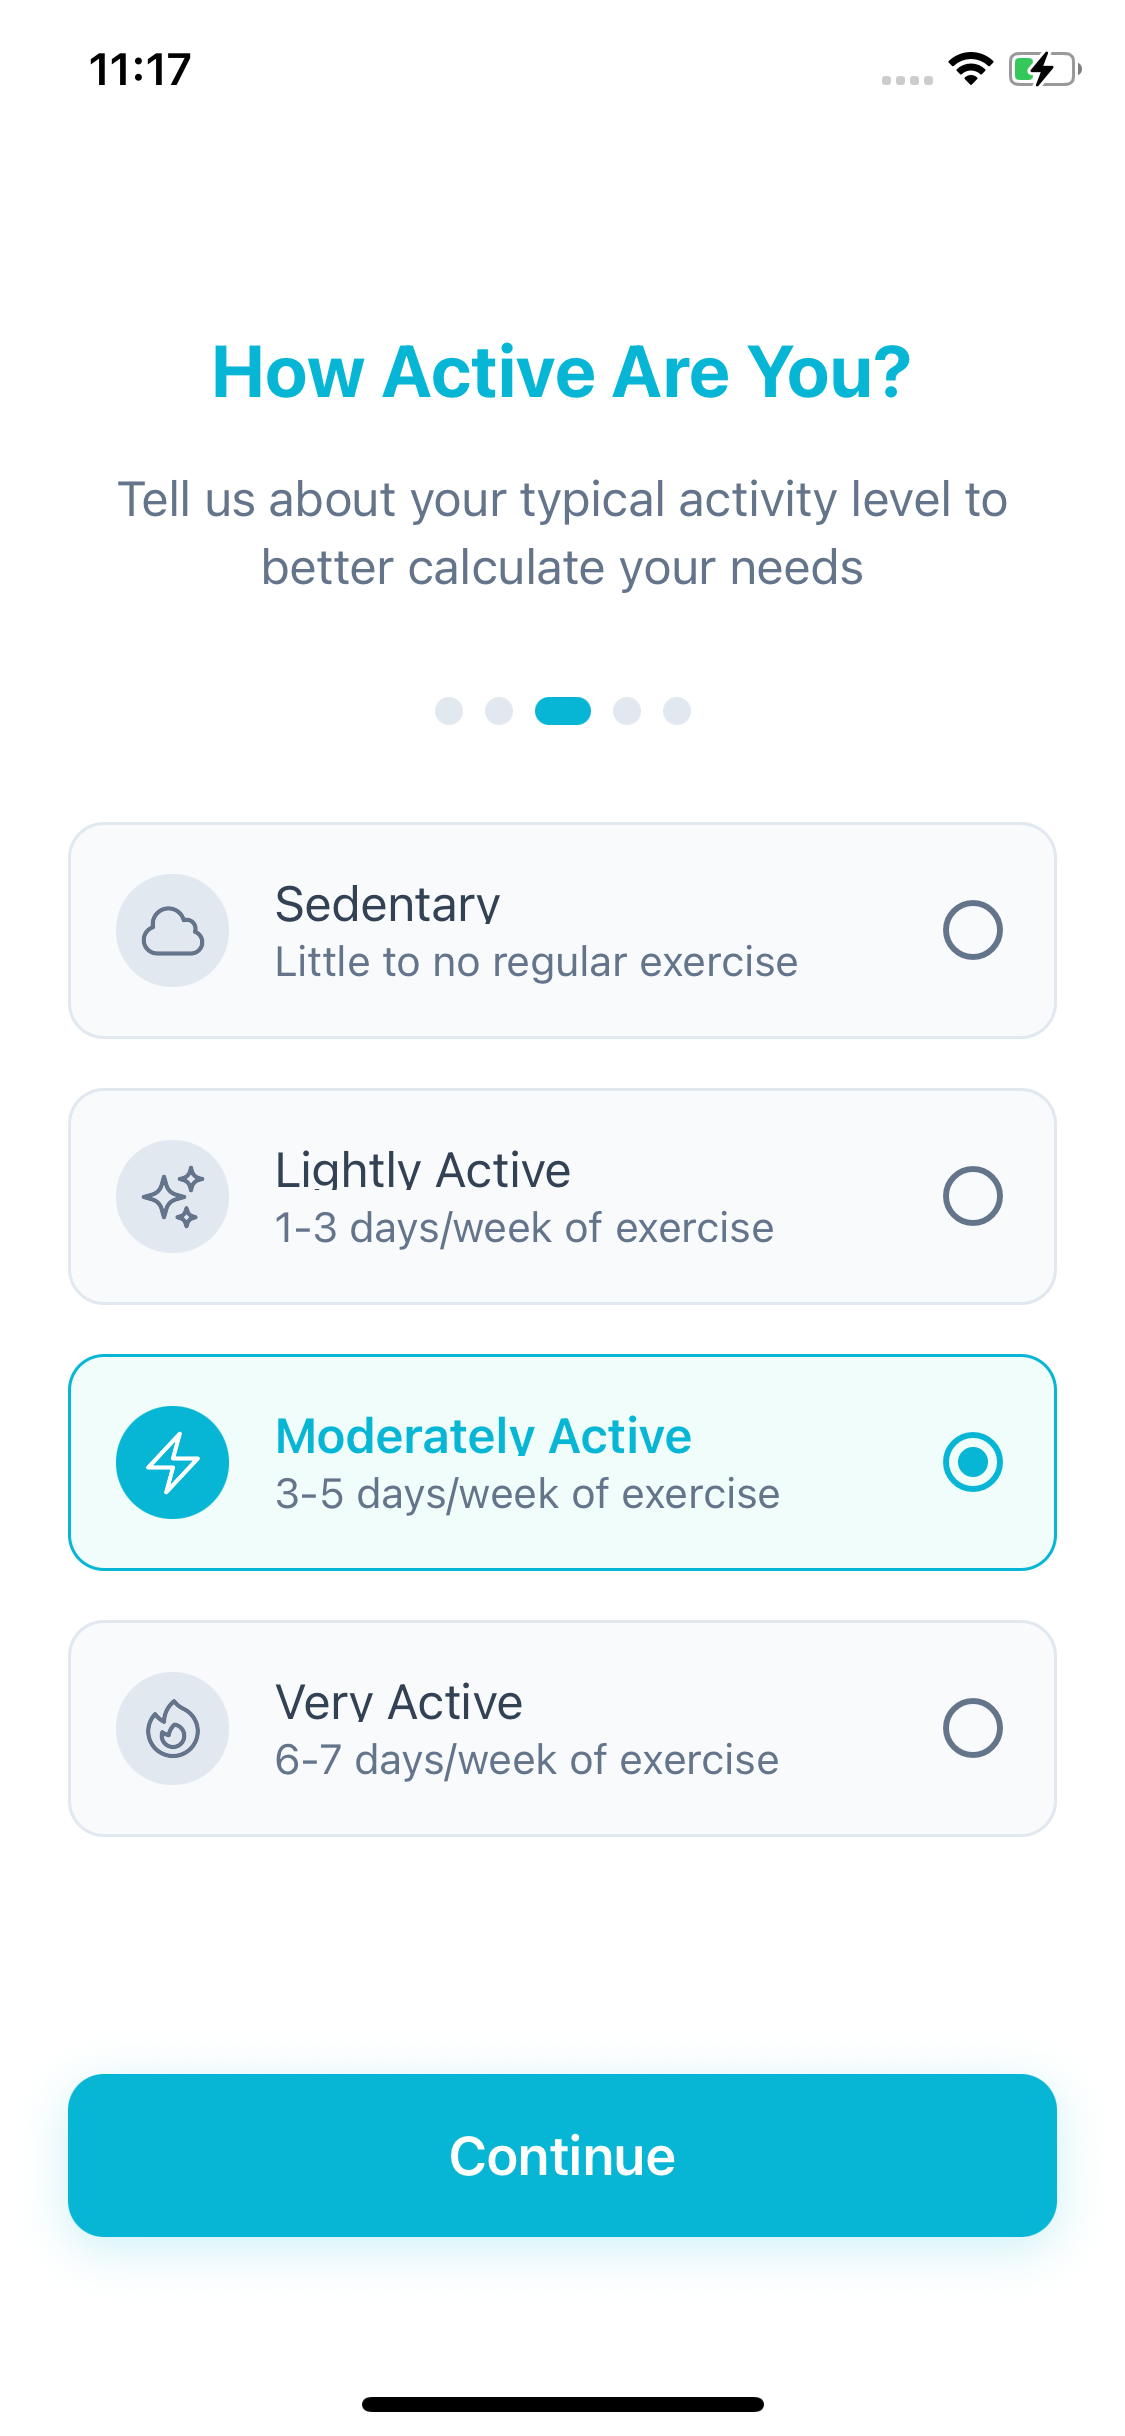 11:17
How Active Are You?
Tell us about your typical activity level to
better calculate your needs
Sedentary
Little to no regular exercise
Lightly Active
1-3 days/week of exercise
Moderately Active
3-5 days/week of exercise
Very Active
6-7 days/week of exercise
Continue